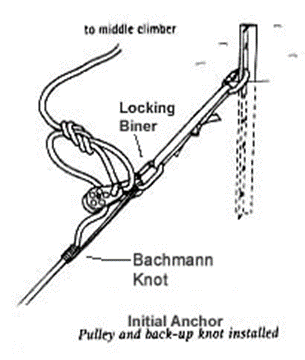 to middle climber
Locking
Biner
Bachmann
Knot
Initial Anchor
Pulley and back-up knot installed